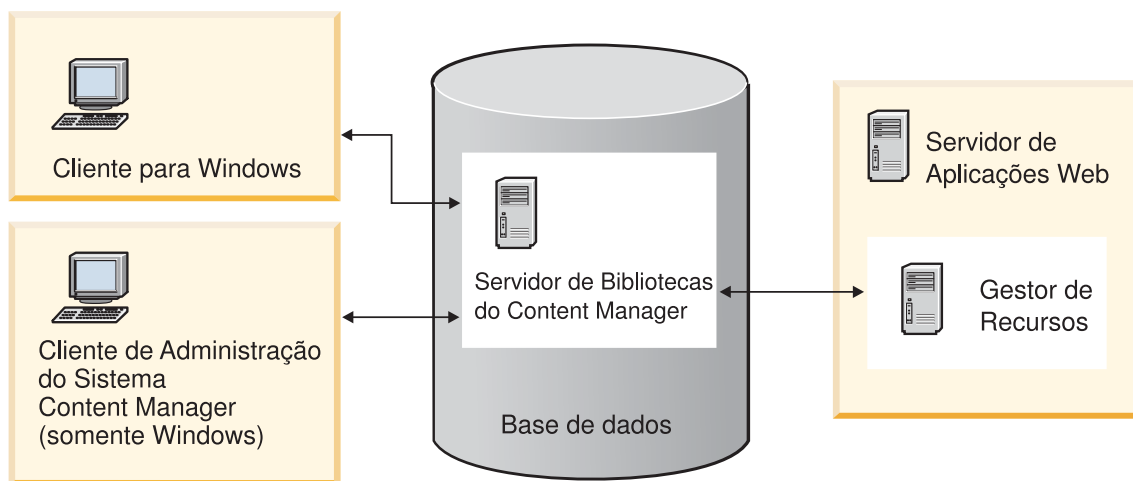 Cliente para Windows
Cliente de Administração
do Sistema
Content Manager
(somente Windows)
Servidor de Bibliotecas
do Content Manager
Base de dados
Servidor de
Aplicações Web
Gestor de
Recursos